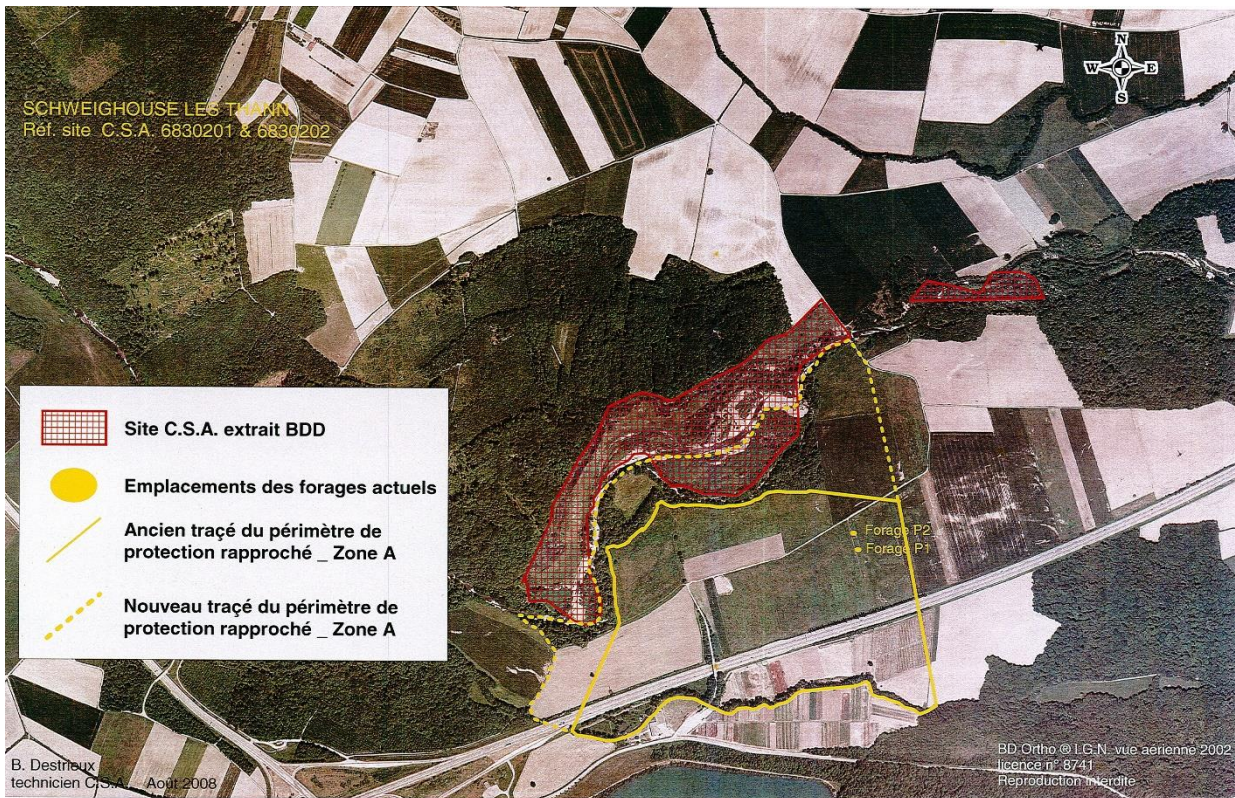 SCHWEIGHOUSE LES THANN
Réf. site C.S.A. 6830201 & 6830202
N
W E
S
Site C.S.A. extrait BDD
Emplacements des forages actuels
Ancien traçé du périmètre de
protection rapproché _ Zone A
Nouveau traçé du périmètre de
protection rapproché _ Zone A
Forage P2
Forage P1
B. Destrieux
technicien C.S.A. Août 2008
BD Ortho ® I.G.N. vue aérienne 2002
licence n° 8741
Reproduction interdite